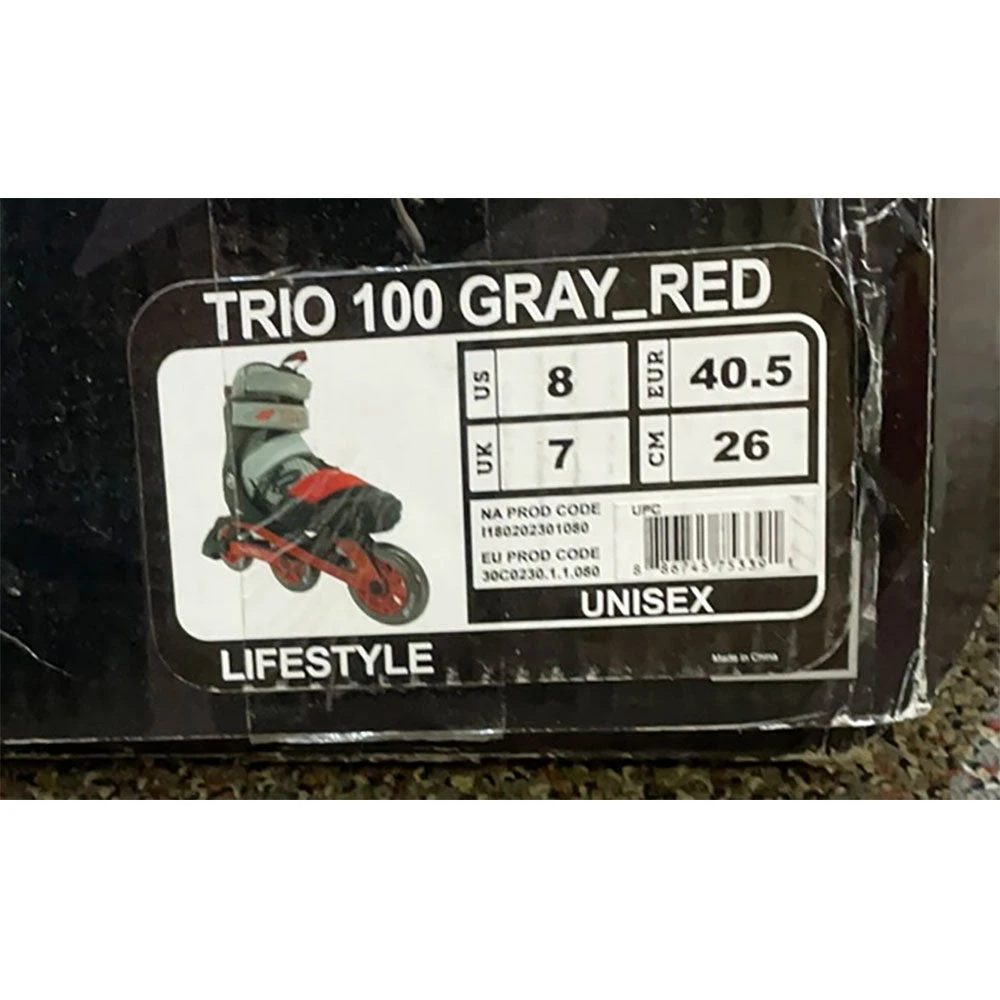 TRIO 100 GRAY_RED
US 8 EUR 40.5
UK 7 CM 26
NA PROD CODE
I180202301080
EU PROD CODE
30C0230.1.1.080
UPC
UNISEX
LIFESTYLE
Made in China